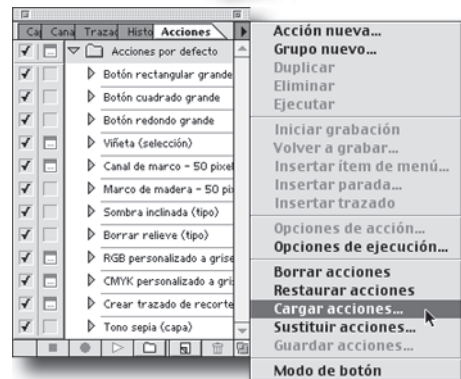 Ca Cana Trazad Histo Acciones
Acciones por defecto
Botón rectangular grande
Botón cuadrado grande
Botón redondo grande
Viñeta (selección)
Canal de marco - 50 pixel
Marco de madera - 50 pi
Sombra inclinada (tipo)
Borrar relieve (tipo)
RGB personalizado a grise
CMYK personalizado a gri
Crear trazado de recorte
Tono sepia (capa)
Acción nueva...
Grupo nuevo...
Duplicar
Eliminar
Ejecutar
Iniciar grabación
Volver a grabar...
Insertar ítem de menú...
Insertar parada...
Insertar trazado
Opciones de acción...
Opciones de ejecución...
Borrar acciones
Restaurar acciones
Cargar acciones...
Sustituir acciones...
Guardar acciones...
Modo de botón